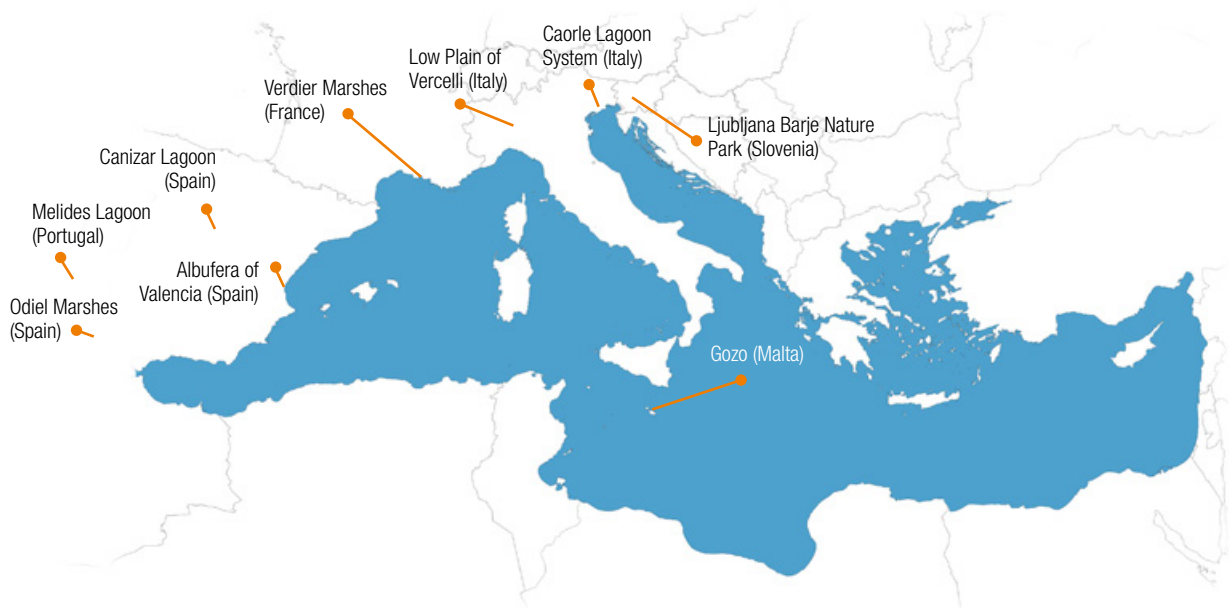 Caorle Lagoon
System (Italy)
Low Plain of
Vercelli (Italy)
Verdier Marshes
(France)
Ljubljana Barje Nature
Park (Slovenia)
Canizar Lagoon
(Spain)
Melides Lagoon
(Portugal)
Albufera of
Valencia (Spain)
Odiel Marshes
(Spain)
Gozo (Malta)